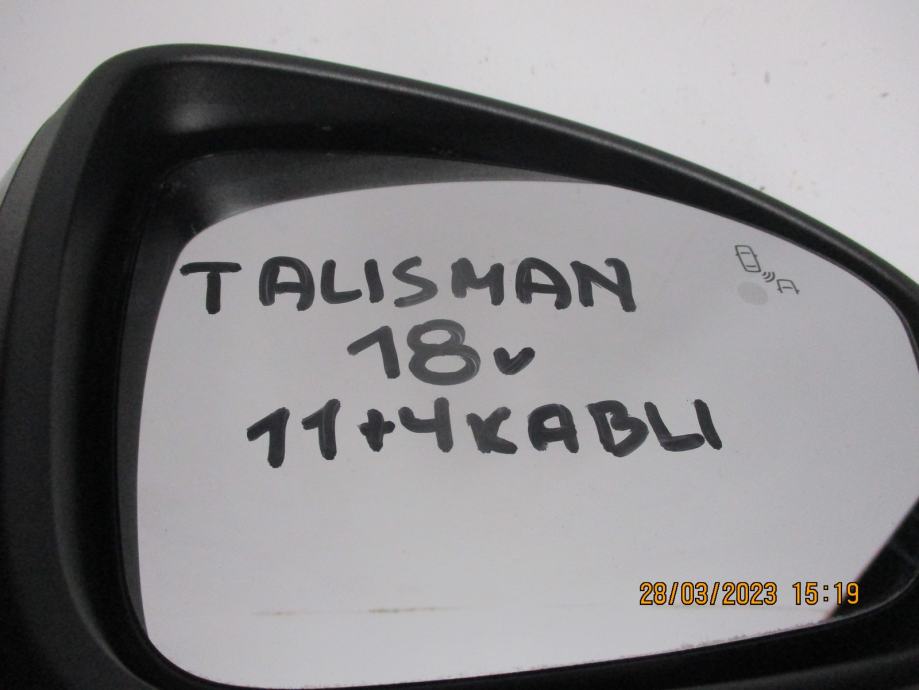 TALISMAN
18v
11+4KABLI
28/03/2023 15:19